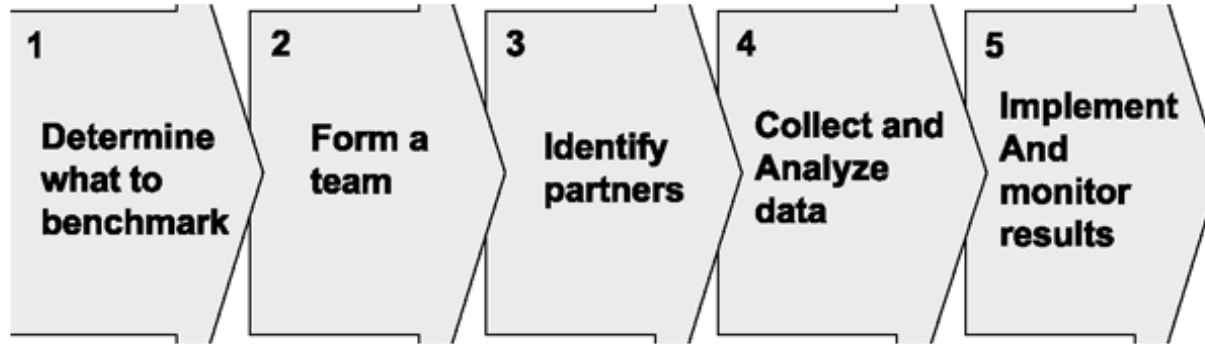 1
Determine
what to
benchmark
2
Form a
team
3
Identify
partners
4
Collect and
Analyze
data
5
Implement
And
monitor
results